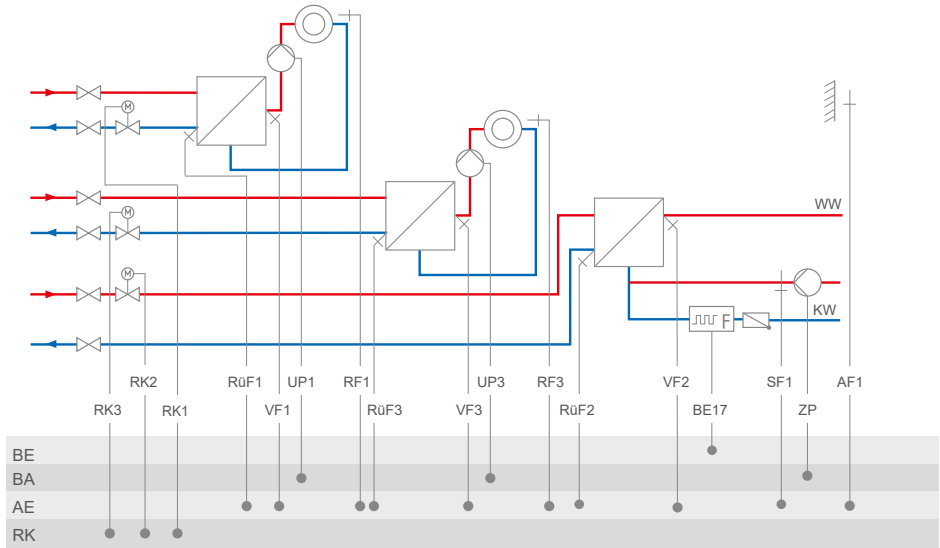 M
WW
M
M
F
KW
RK2 RüF1 UP1 RF1 UP3 RF3 VF2 SF1 AF1
RK3 RK1 VF1 RüF3 VF3 RüF2 BE17 ZP
BE
BA
AE
RK